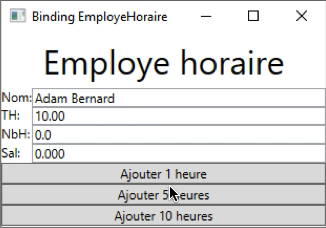 Binding EmployeHoraire
Employe horaire
Nom: Adam Bernard
TH: 10.00
NbH: 0.0
Sal: 0.000
Ajouter 1 heure
Ajouter 5 heures
Ajouter 10 heures